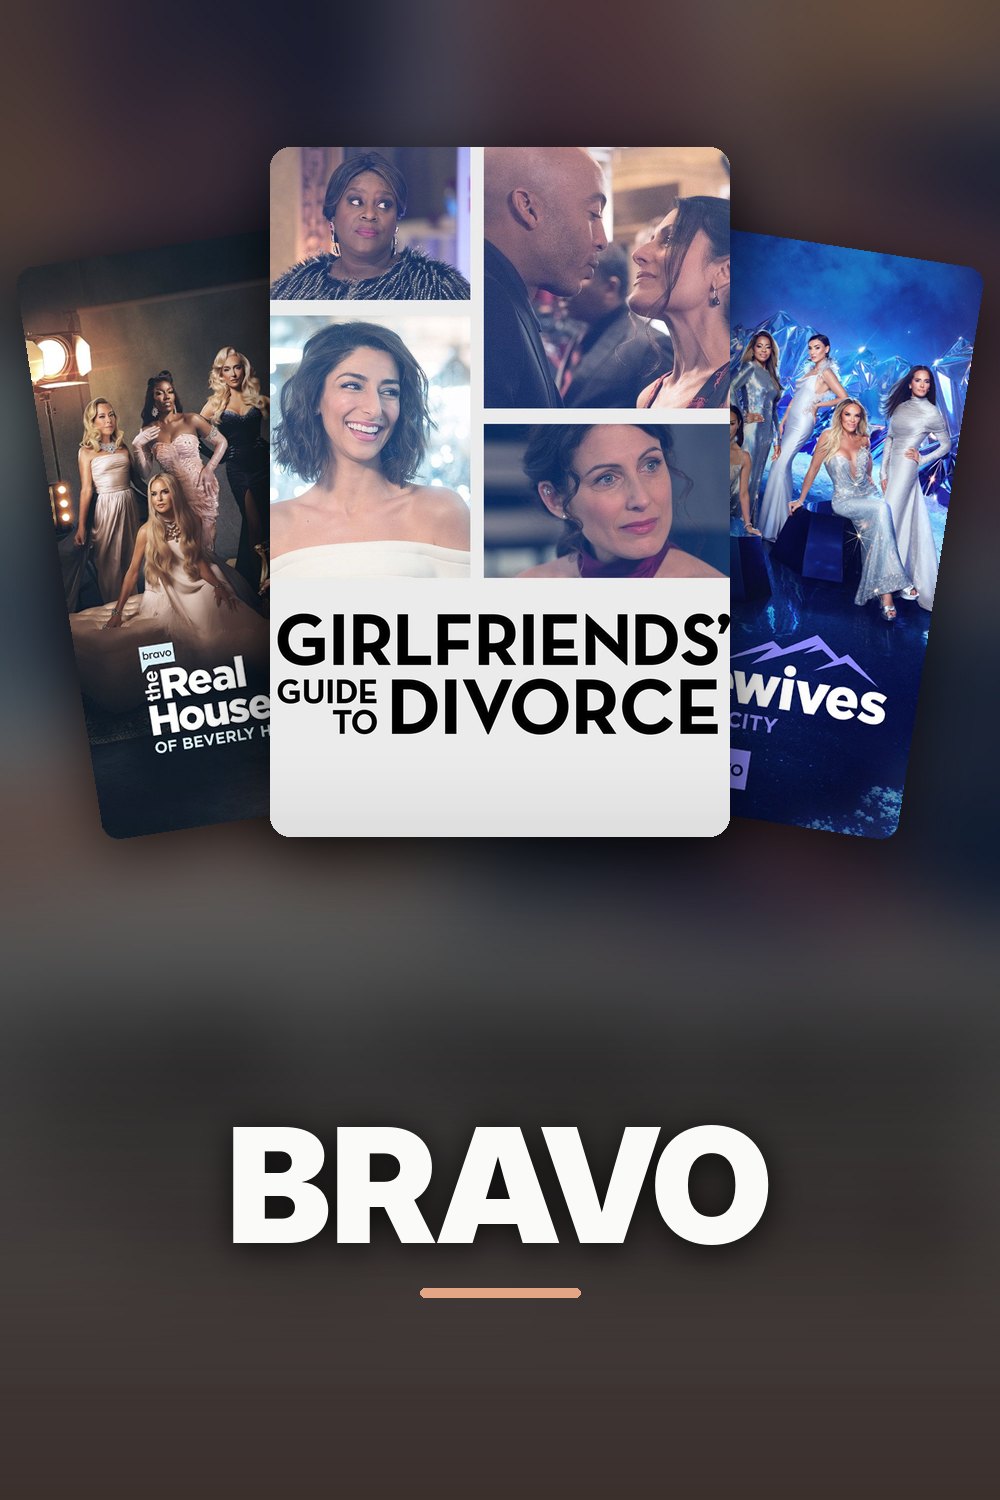 bravo
the Real
House
OF BEVERLY H
GIRLFRIENDS’
GUIDE
TO DIVORCE
wives
CITY
BRAVO